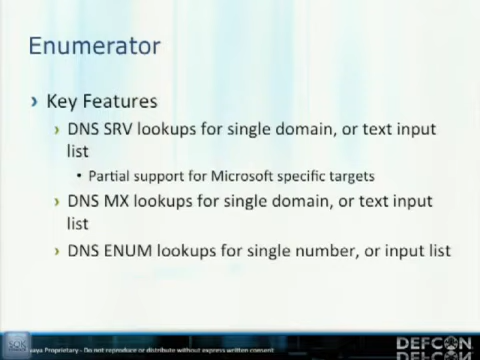 Enumerator
› Key Features
› DNS SRV lookups for single domain, or text input
list
• Partial support for Microsoft specific targets
› DNS MX lookups for single domain, or text input
list
› DNS ENUM lookups for single number, or input list
Proprietary – Do not reproduce or distribute without express written consent
DEFCON